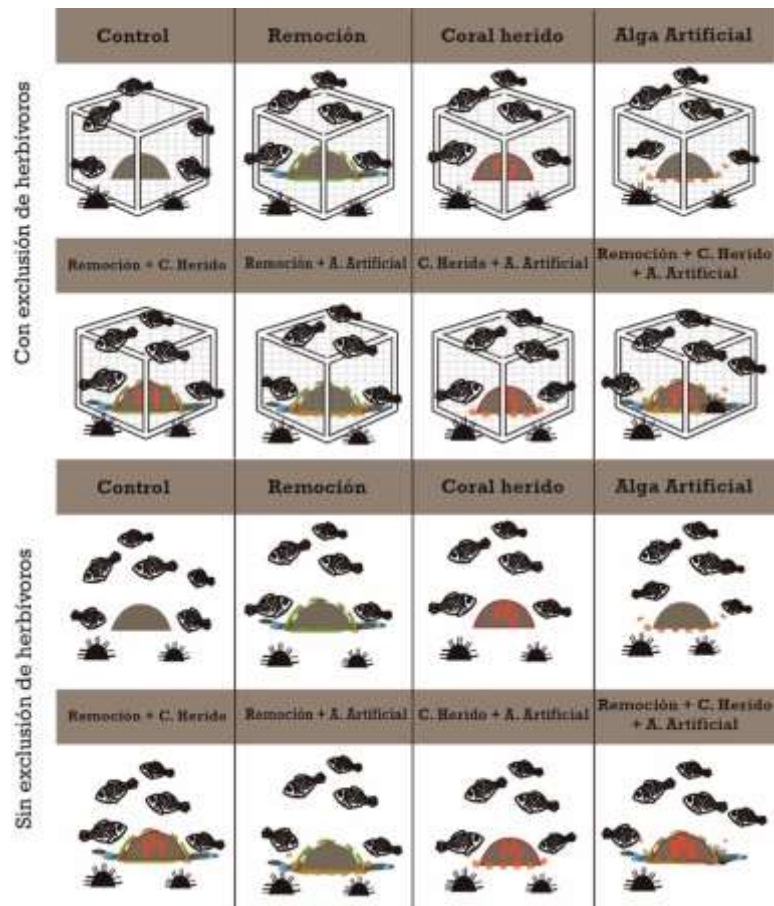 Con exclusión de herbívoros
Control Remoción Coral herido Alga Artificial
Remoción + C. Herido Remoción + A. Artificial C. Herido + A. Artificial Remoción + C. Herido
+ A. Artificial
Sin exclusión de herbívoros
Control Remoción Coral herido Alga Artificial
Remoción + C. Herido Remoción + A. Artificial C. Herido + A. Artificial Remoción + C. Herido
+ A. Artificial